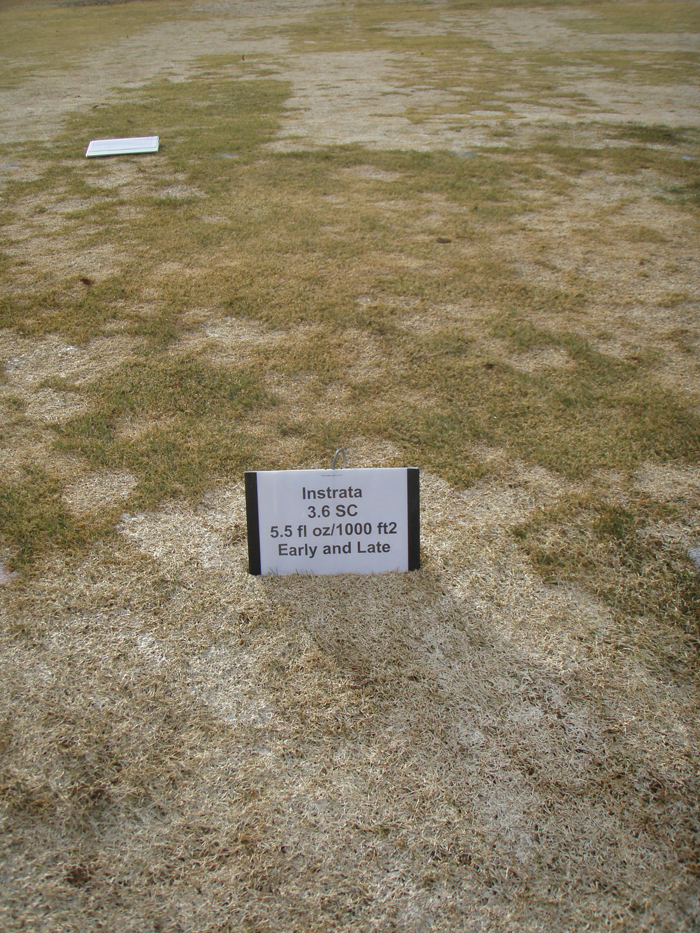 Instrata
3.6 SC
5.5 fl oz/1000 ft2
Early and Late